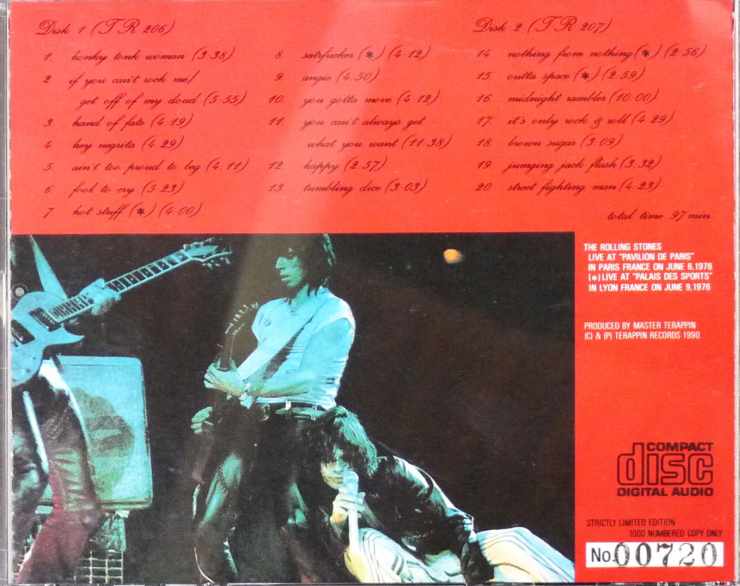 Disk 1 (TR 206)
1. honky tonk woman (3:38)
2 if you can't rock me/
get off of my cloud (5:55)
3 hand of fate (4:19)
4 hey negrita (4:29)
5 ain't too proud to beg (4:11)
6 fool to cry (5:23)
7 hot stuff (*) (4:00)
8. satrfucker (*) (4:12)
9 angie (4:50)
10. you gotta move (4:12)
11. you can't always get
what you want (11:38)
12 happy (2:57)
13 tumbling dice (3:03)
Disk 2 (TR 207)
14 nothing from nothing (*) (2:56)
15 outta space (*) (2:59)
16 midnight rambler (10:00)
17 it's only rock & roll (4:29)
18 brown sugar (3:09)
19 jumping jack flash (3:32)
20 street fighting man (4:23)
total time 97 min
THE ROLLING STONES
LIVE AT "PAVILION DE PARIS"
IN PARIS FRANCE ON JUNE 6,1976
(*) LIVE AT "PALAIS DES SPORTS"
IN LYON FRANCE ON JUNE 9,1976
PRODUCED BY MASTER TERAPPIN
(C) & (P) TERAPPIN RECORDS 1990
COMPACT
disc
DIGITAL AUDIO
STRICTLY LIMITED EDITION
1000 NUMBERED COPY ONLY
No.00720